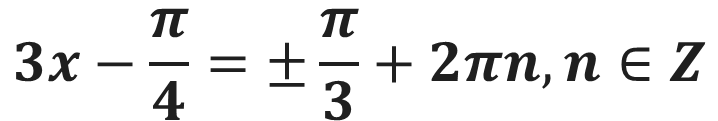 3x − π/4 = ± π/3 + 2πn, n ∈ Z